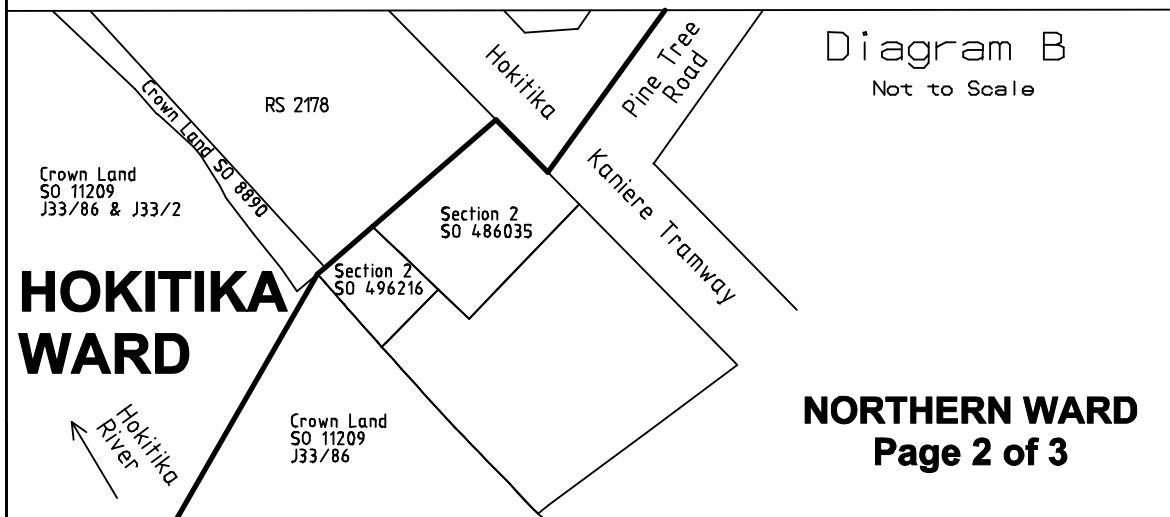 Diagram B
Not to Scale
Hokitika
Pine Tree
Road
RS 2178
Crown Land SO 8890
Crown Land
SO 11209
J33/86 & J33/2
Kaniere Tramway
Section 2
SO 486035
Section 2
SO 496216
HOKITIKA
WARD
Hokitika
River
Crown Land
SO 11209
J33/86
NORTHERN WARD
Page 2 of 3